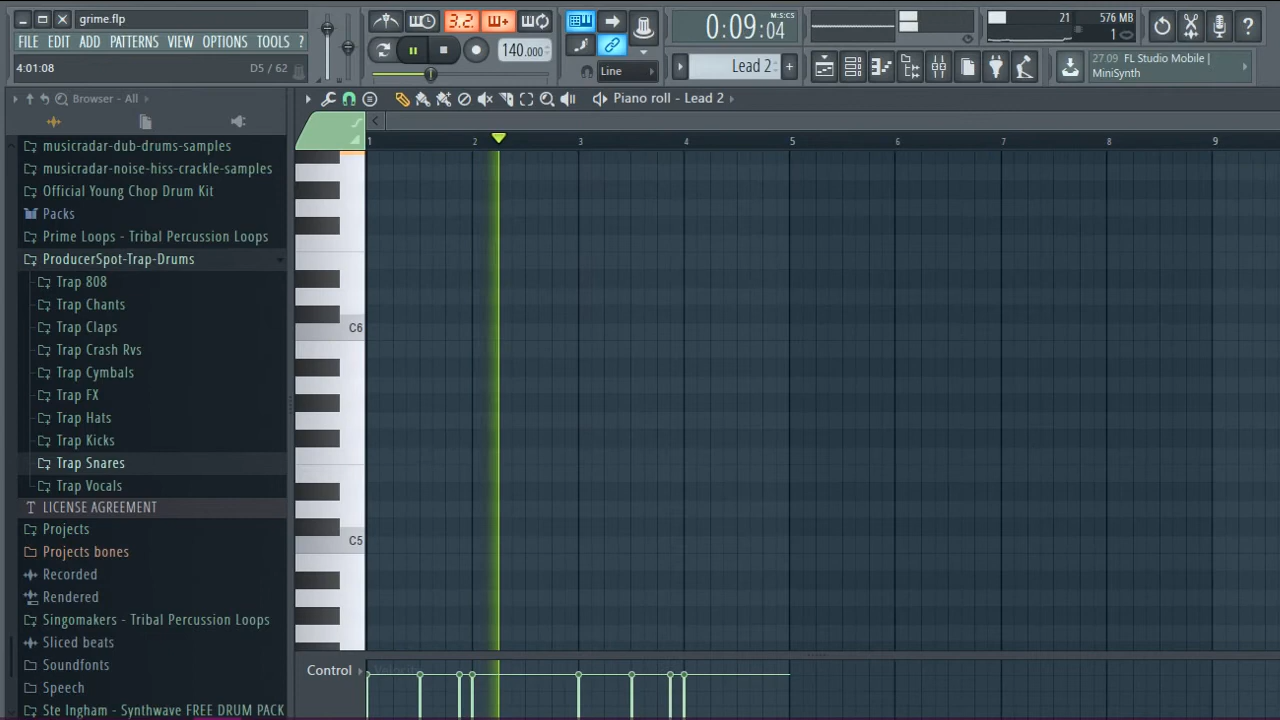 grime.flp
FILE EDIT ADD PATTERNS VIEW OPTIONS TOOLS ?
4:01:08 D5 / 62
3.2.
140.000
Line
0:09:04
M:S:CS
Lead 2
21 576 MB
1
27.09 FL Studio Mobile |
MiniSynth
Browser - All
Piano roll - Lead 2
1 2 3 4 5 6 7 8 9
musicradar-dub-drums-samples
musicradar-noise-hiss-crackle-samples
Official Young Chop Drum Kit
Packs
Prime Loops - Tribal Percussion Loops
ProducerSpot-Trap-Drums
Trap 808
Trap Chants
Trap Claps
Trap Crash Rvs
Trap Cymbals
Trap FX
Trap Hats
Trap Kicks
Trap Snares
Trap Vocals
LICENSE AGREEMENT
Projects
Projects bones
Recorded
Rendered
Singomakers - Tribal Percussion Loops
Sliced beats
Soundfonts
Speech
Ste Ingham - Synthwave FREE DRUM PACK
C6
C5
Control
Velocity